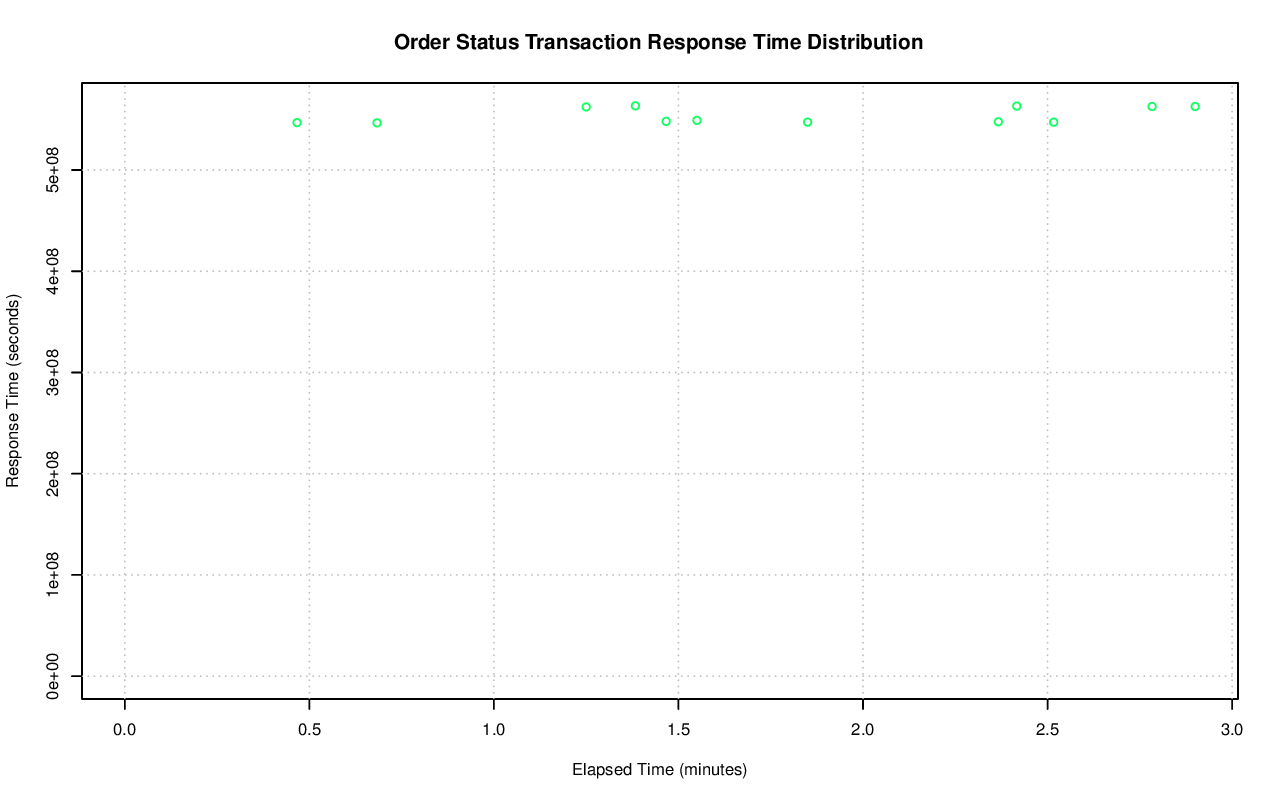 Order Status Transaction Response Time Distribution
Response Time (seconds)
5e+08
4e+08
3e+08
2e+08
1e+08
0e+00
0.0 0.5 1.0 1.5 2.0 2.5 3.0
Elapsed Time (minutes)